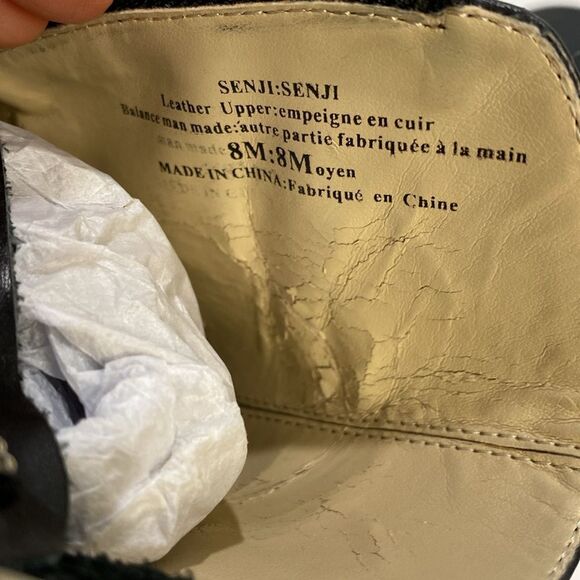 SENJI:SENJI
Leather Upper:empeigne en cuir
Balance man made:autre partie fabriquée à la main
8M:8Moyen
MADE IN CHINA:Fabriqué en Chine